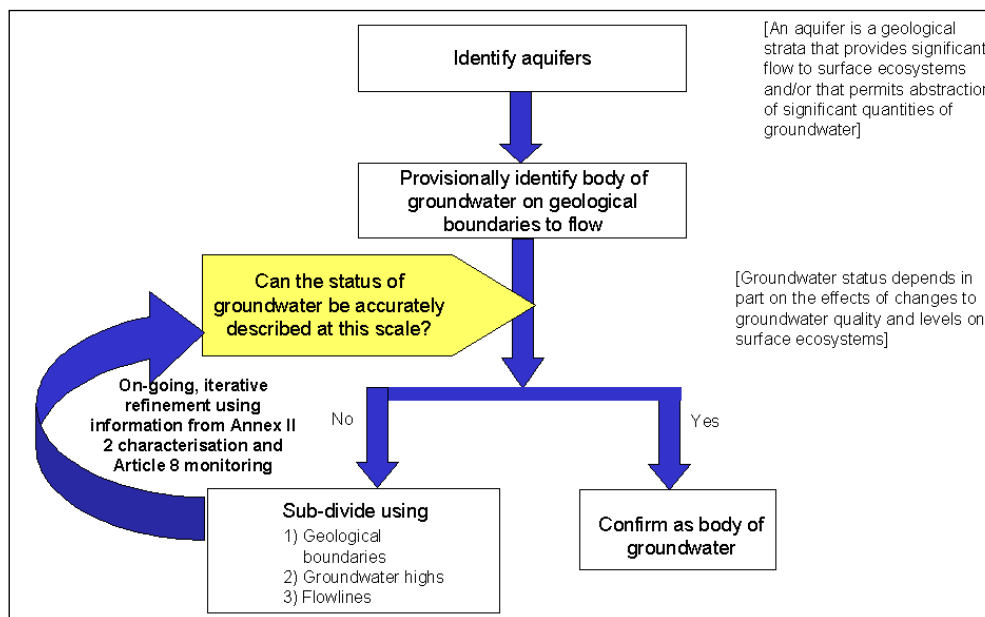 Identify aquifers
[An aquifer is a geological
strata that provides significant
flow to surface ecosystems
and/or that permits abstraction
of significant quantities of
groundwater]
Provisionally identify body of
groundwater on geological
boundaries to flow
Can the status of
groundwater be accurately
described at this scale?
[Groundwater status depends in
part on the effects of changes to
groundwater quality and levels on
surface ecosystems]
On-going, iterative
refinement using
information from Annex II
2 characterisation and
Article 8 monitoring
No
Yes
Sub-divide using
1) Geological
boundaries
2) Groundwater highs
3) Flowlines
Confirm as body of
groundwater